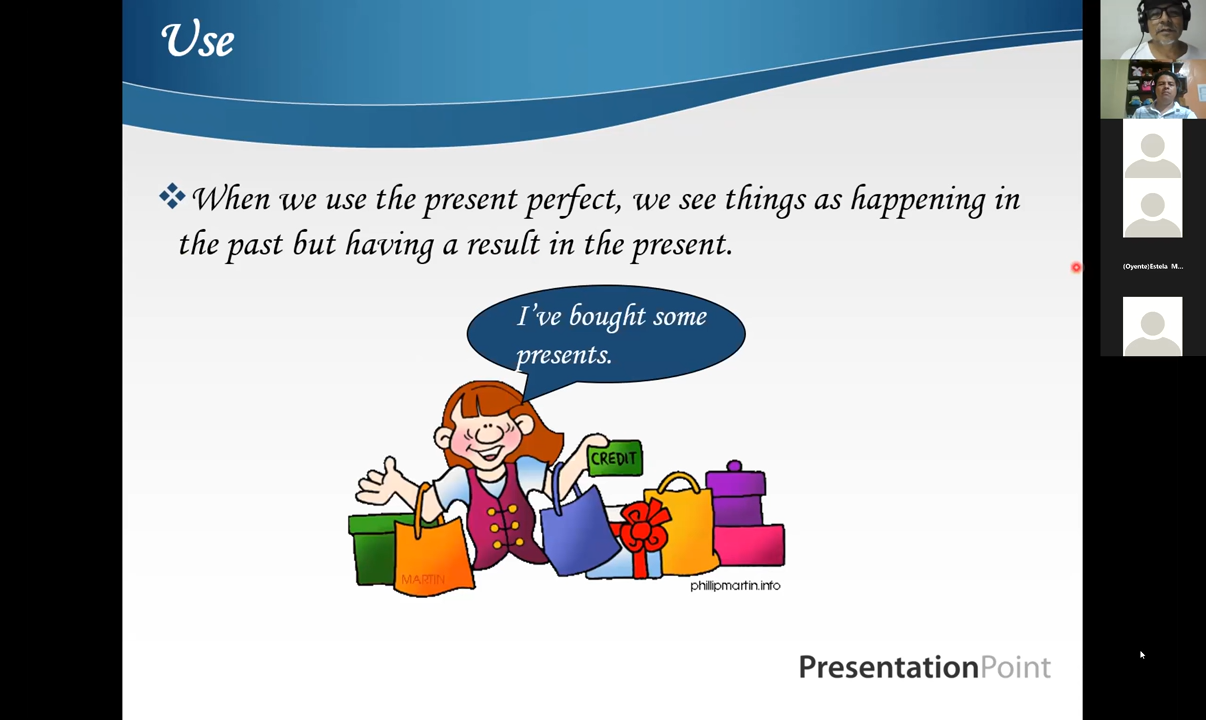 Use
When we use the present perfect, we see things as happening in
the past but having a result in the present.
I've bought some
presents.
CREDIT
MARTIN
phillipmartin.info
PresentationPoint
(Oyente)Estela M...